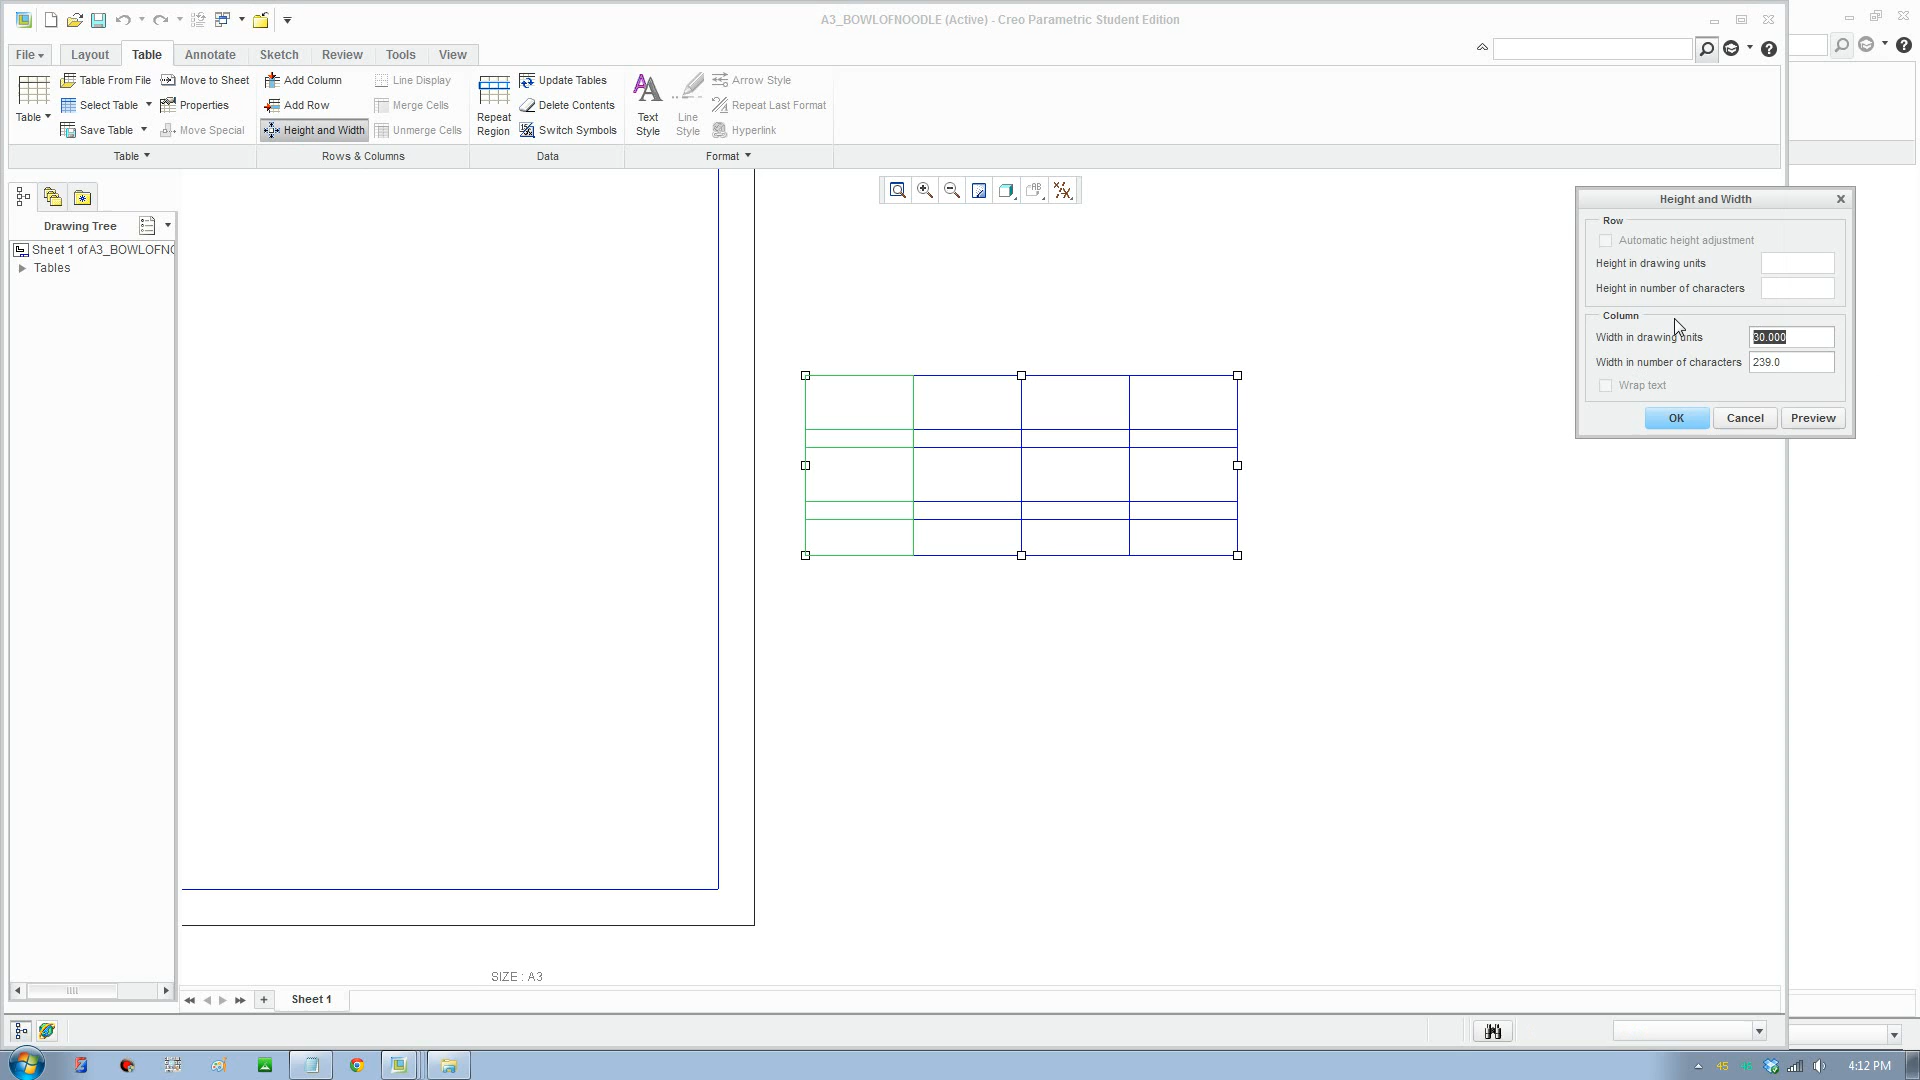 A3_BOWLOFNOODLE (Active) - Creo Parametric Student Edition
File Layout Table Annotate Sketch Review Analysis Tools View
Table From File Move to Sheet Add Column Line Display Update Tables Arrow Style
Select Table Properties Add Row Merge Cells Delete Contents Repeat Last Format
Save Table Move Special Height and Width Unmerge Cells Switch Symbols Hyperlink
Table Repeat Region Text Style Line Style
Table Rows & Columns Data Format
Drawing Tree
Sheet 1 of A3_BOWLOFNO
Tables
Height and Width
Row
Automatic height adjustment
Height in drawing units
Height in number of characters
Column
Width in drawing units 30.000
Width in number of characters 239.0
Wrap text
OK Cancel Preview
SIZE : A3
Sheet 1
45
4:12 PM